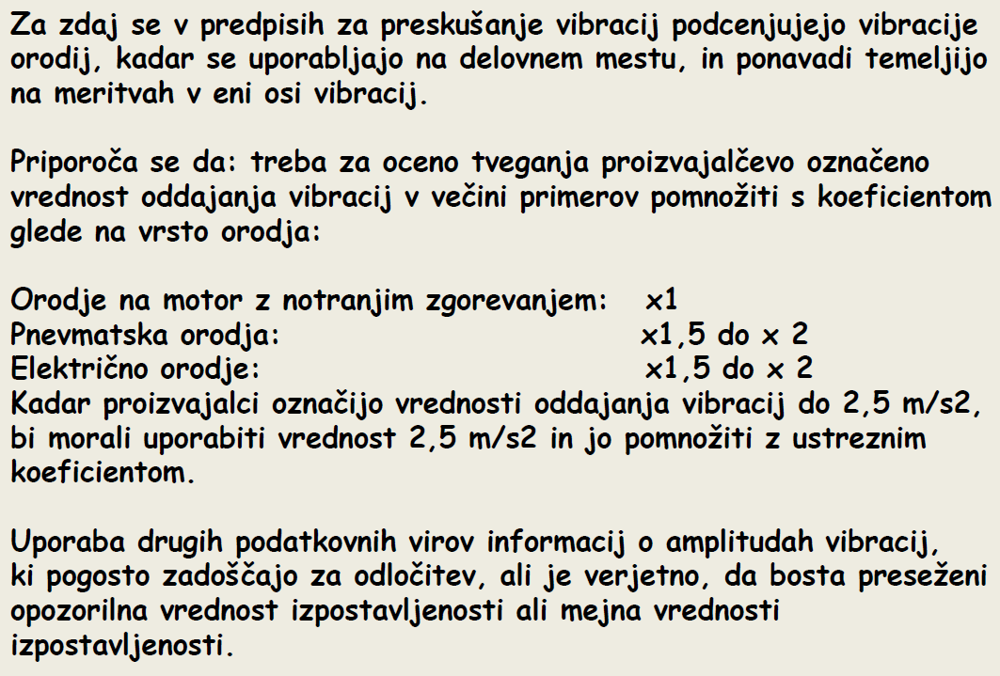 Za zdaj se v predpisih za preskušanje vibracij podcenjujejo vibracije
orodij, kadar se uporabljajo na delovnem mestu, in ponavadi temeljijo
na meritvah v eni osi vibracij.
Priporoča se da: treba za oceno tveganja proizvajalčevo označeno
vrednost oddajanja vibracij v večini primerov pomnožiti s koeficientom
glede na vrsto orodja:
Orodje na motor z notranjim zgorevanjem: x1
Pnevmatska orodja: x1,5 do x 2
Električno orodje: x1,5 do x 2
Kadar proizvajalci označijo vrednosti oddajanja vibracij do 2,5 m/s2,
bi morali uporabiti vrednost 2,5 m/s2 in jo pomnožiti z ustreznim
koeficientom.
Uporaba drugih podatkovnih virov informacij o amplitudah vibracij,
ki pogosto zadoščajo za odločitev, ali je verjetno, da bosta preseženi
opozorilna vrednost izpostavljenosti ali mejna vrednosti
izpostavljenosti.